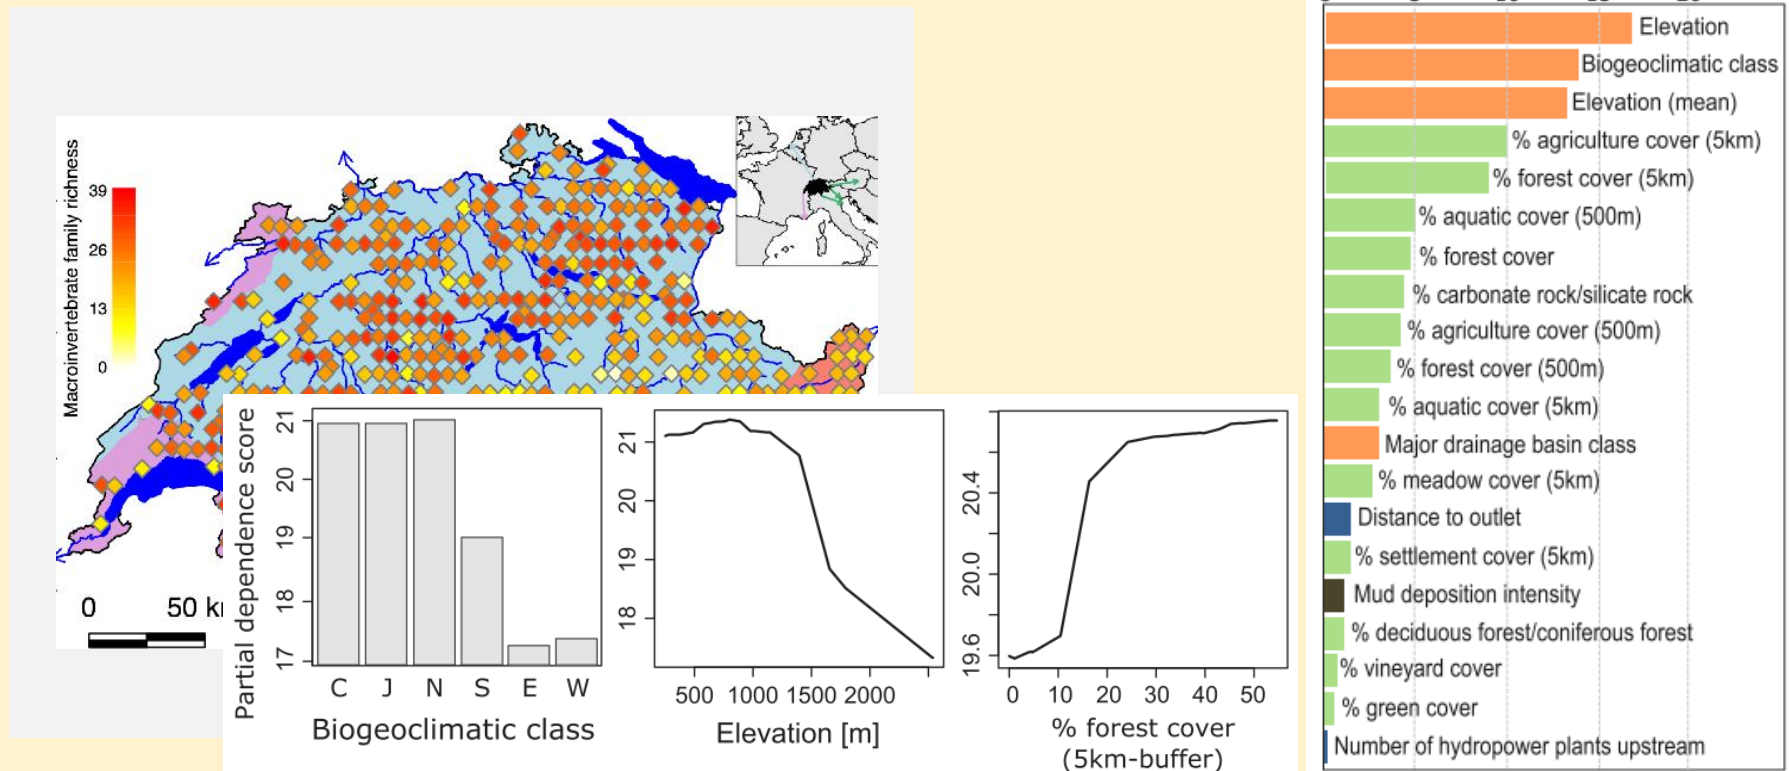 Macroinvertebrate family richness
39
26
13
0
0
21
20
19
18
17
Partial dependence score
C J N S E W
Biogeoclimatic class
21
20
19
18
500 1000 1500 2000
Elevation [m]
20.4
20.0
19.6
0 10 20 30 40 50
% forest cover
(5km-buffer)
Elevation
Biogeoclimatic class
Elevation (mean)
% agriculture cover (5km)
% forest cover (5km)
% aquatic cover (500m)
% forest cover
% carbonate rock/silicate rock
% agriculture cover (500m)
% forest cover (500m)
% aquatic cover (5km)
Major drainage basin class
% meadow cover (5km)
Distance to outlet
% settlement cover (5km)
Mud deposition intensity
% deciduous forest/coniferous forest
% vineyard cover
% green cover
Number of hydropower plants upstream